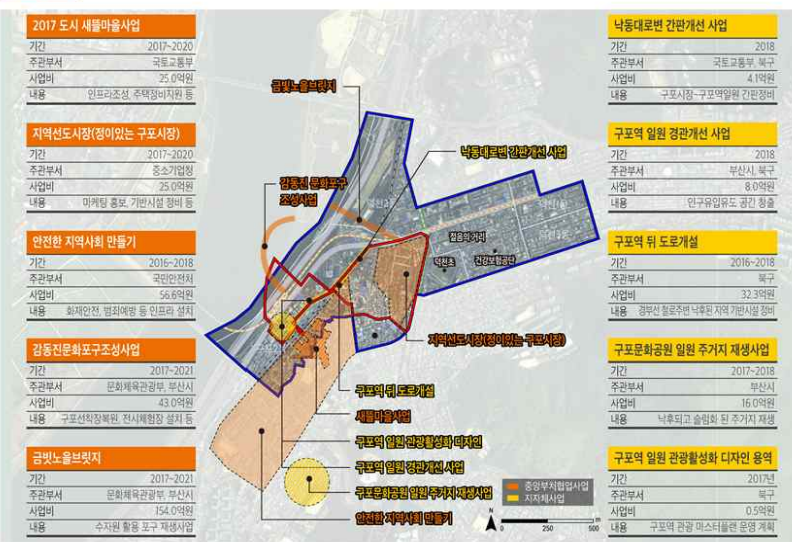 2017 도시 새뜰마을사업
기간 2017~2020
주관부서 국토교통부
사업비 25.0억원
내용 인프라조성, 주택정비지원 등
지역선도시장(정이있는 구포시장)
기간 2017~2020
주관부서 중소기업청
사업비 25.0억원
내용 마케팅 홍보, 기반시설 정비 등
안전한 지역사회 만들기
기간 2016~2018
주관부서 국민안전처
사업비 56.6억원
내용 화재안전, 범죄예방 등 인프라 설치
감동진문화포구조성사업
기간 2017~2021
주관부서 문화체육관광부, 부산시
사업비 43.0억원
내용 구포선착장복원, 전시체험장 설치 등
금빛노을브릿지
기간 2017~2021
주관부서 문화체육관광부, 부산시
사업비 154.0억원
내용 수자원 활용 포구 재생사업
금빛노을브릿지
낙동대로변 간판개선 사업
감동진 문화포구
조성사업
젊음의 거리
덕천초
건강보험공단
지역선도시장(정이있는 구포시장)
구포역 뒤 도로개설
새뜰마을사업
구포역 일원 관광활성화 디자인
구포역 일원 경관개선 사업
구포문화공원 일원 주거지 재생사업
안전한 지역사회 만들기
중앙부처협업사업
지자체사업
N
0 250 500 m
낙동대로변 간판개선 사업
기간 2018
주관부서 국토교통부, 북구
사업비 4.1억원
내용 구포시장~구포역일원 간판정비
구포역 일원 경관개선 사업
기간 2018
주관부서 부산시, 북구
사업비 8.0억원
내용 인구유입유도 공간 창출
구포역 뒤 도로개설
기간 2016~2018
주관부서 북구
사업비 32.3억원
내용 경부선 철로주변 낙후된 지역 기반시설 정비
구포문화공원 일원 주거지 재생사업
기간 2017~2018
주관부서 부산시
사업비 16.0억원
내용 낙후되고 슬럼화 된 주거지 재생
구포역 일원 관광활성화 디자인 용역
기간 2017년
주관부서 북구
사업비 0.5억원
내용 구포역 관광 마스터플랜 운영 계획